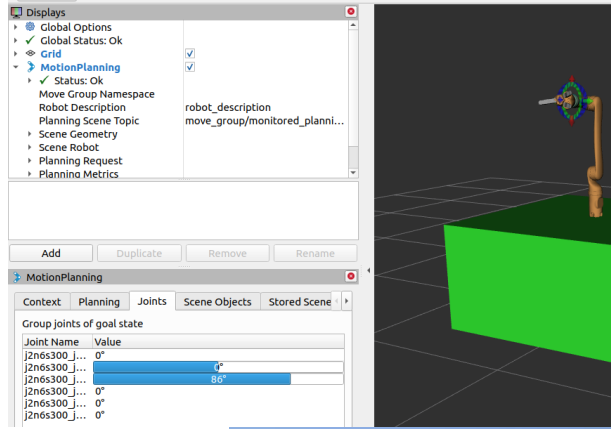 Displays
Global Options
Global Status: Ok
Grid
MotionPlanning
Status: Ok
Move Group Namespace
Robot Description robot_description
Planning Scene Topic move_group/monitored_planni...
Scene Geometry
Scene Robot
Planning Request
Planning Metrics
Add Duplicate Remove Rename
MotionPlanning
Context Planning Joints Scene Objects Stored Scene
Group joints of goal state
Joint Name Value
j2n6s300_j... 0°
j2n6s300_j... 0°
j2n6s300_j... 86°
j2n6s300_j... 0°
j2n6s300_j... 0°
j2n6s300_j... 0°